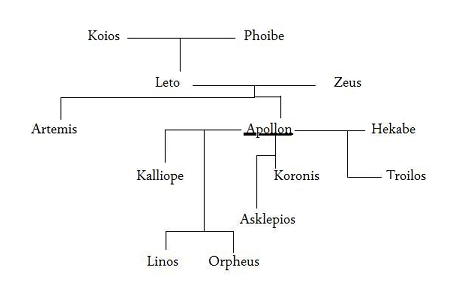 Koios Phoibe
Leto Zeus
Artemis Apollon Hekabe
Kalliope Koronis Troilos
Asklepios
Linos Orpheus